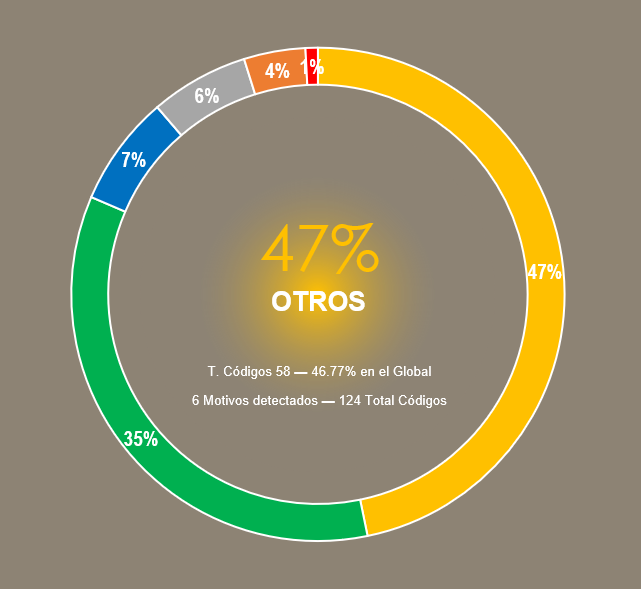 4% 1%
6%
7%
47%
47%
OTROS
T. Códigos 58 — 46.77% en el Global
6 Motivos detectados — 124 Total Códigos
35%